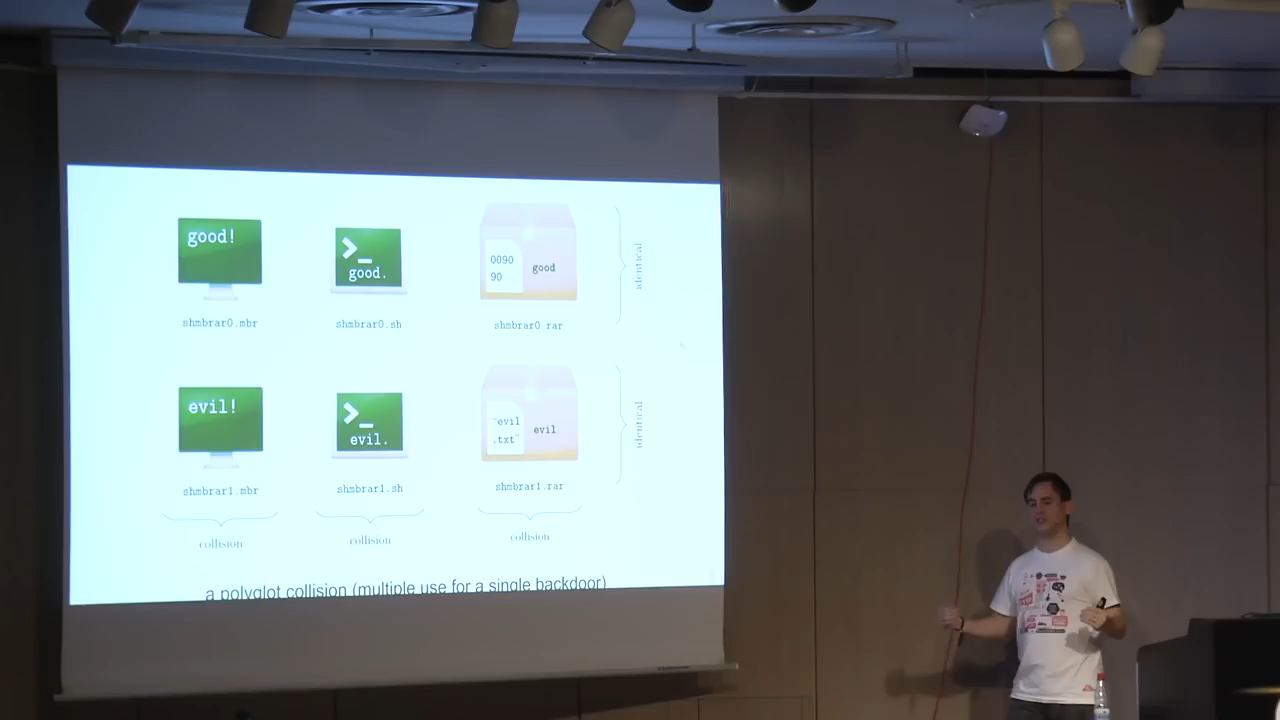 good!
>_
good.
0090
90
good
identical
shmbrar0.mbr
shmbrar0.sh
shmbrar0.rar
evil!
>_
evil.
"evil
.txt"
evil
identical
shmbrar1.mbr
shmbrar1.sh
shmbrar1.rar
collision
collision
collision
a polyglot collision (multiple use for a single backdoor)